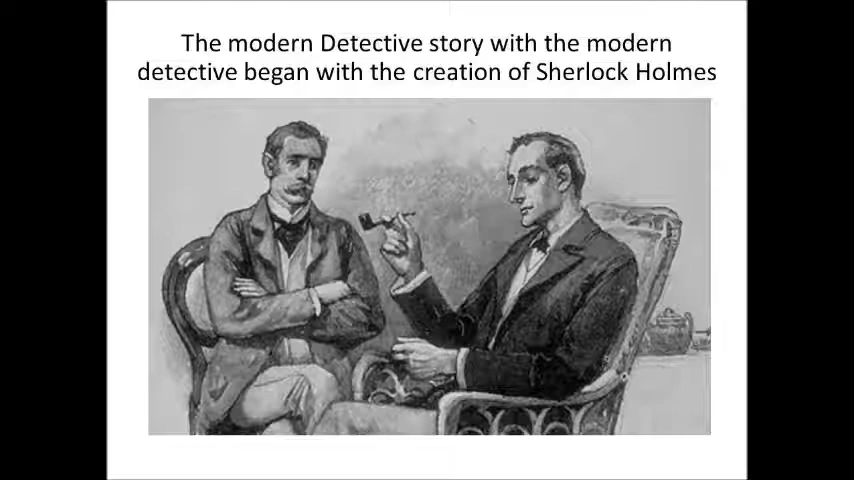 The modern Detective story with the modern
detective began with the creation of Sherlock Holmes